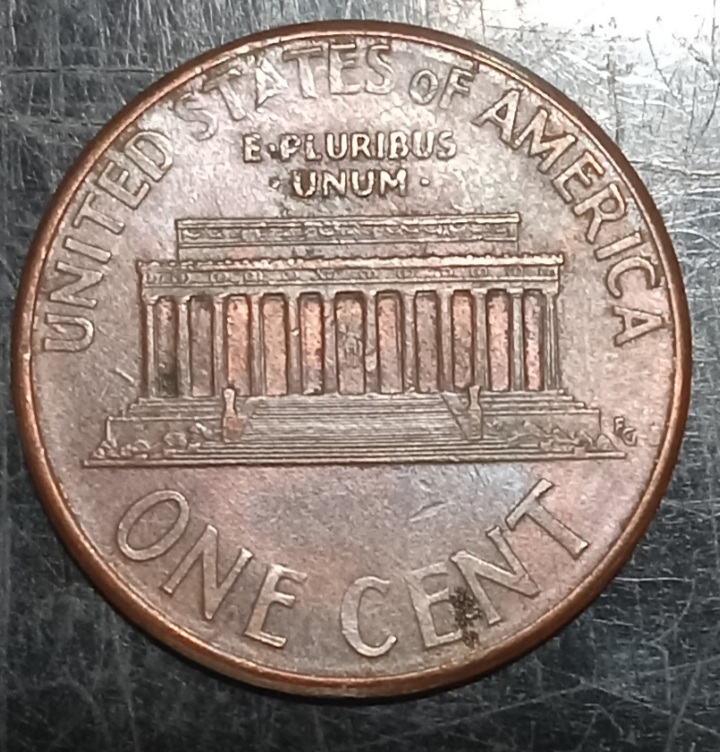 UNITED STATES OF AMERICA
E·PLURIBUS
·UNUM·
FG
ONE CENT